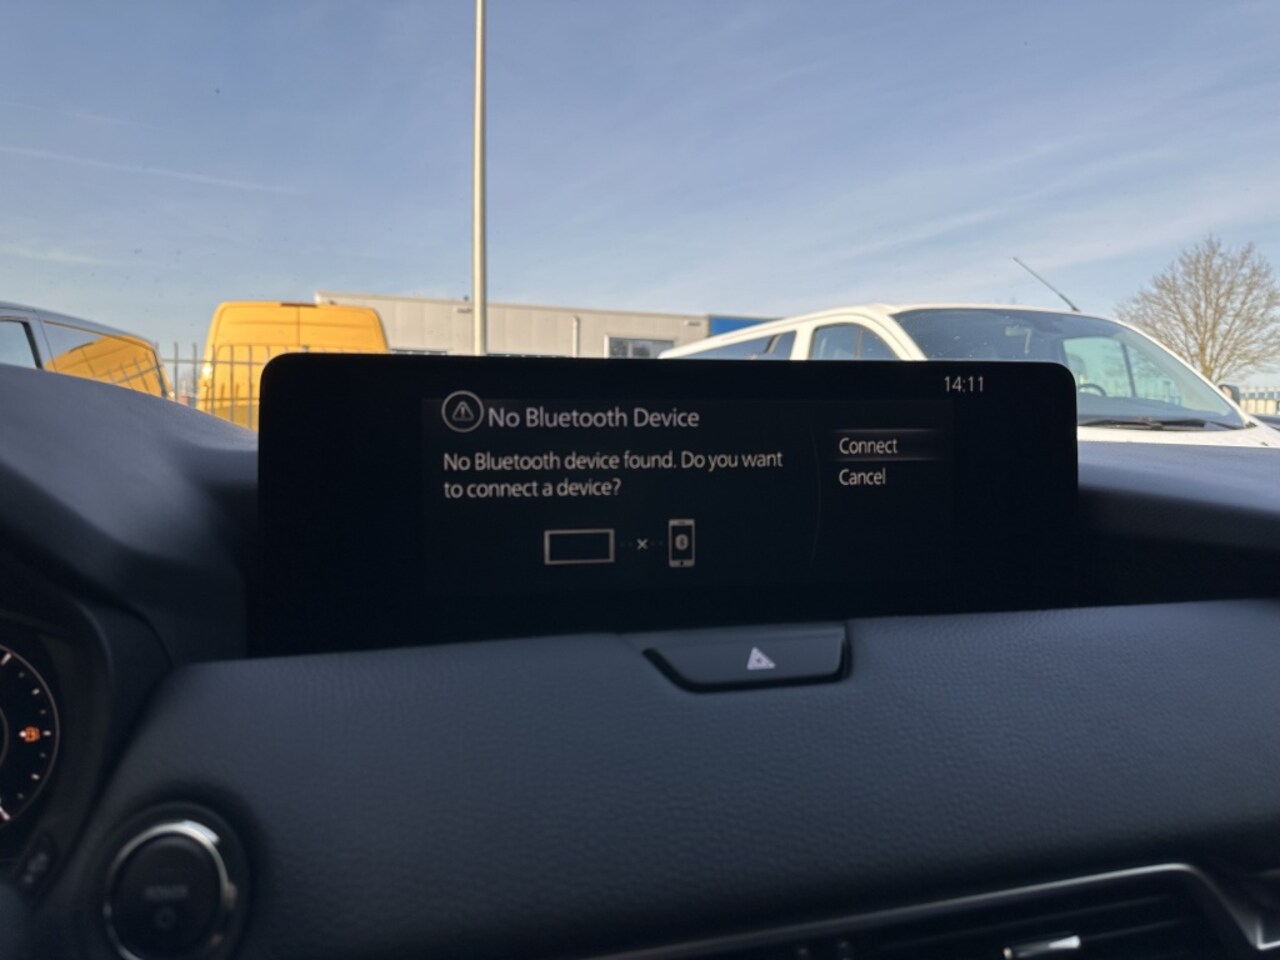 14:11
No Bluetooth Device
No Bluetooth device found. Do you want
to connect a device?
Connect
Cancel